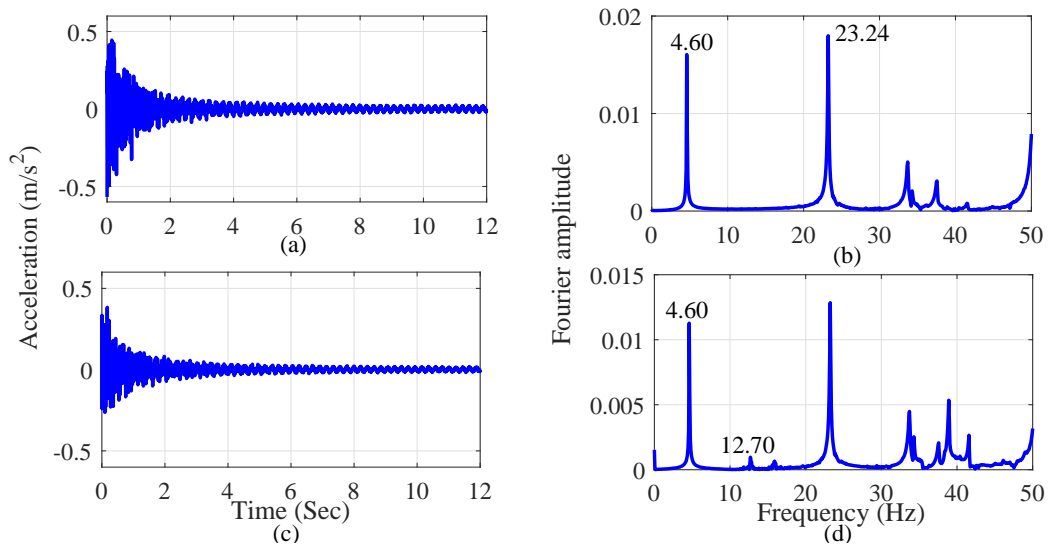 0.5
0
-0.5
0 2 4 6 8 10 12
(a)
0.02
0.01
0
4.60
23.24
0 10 20 30 40 50
(b)
Acceleration (m/s2)
Fourier amplitude
0.5
0
-0.5
0 2 4 6 8 10 12
Time (Sec)
(c)
0.015
0.01
0.005
0
4.60
12.70
0 10 20 30 40 50
Frequency (Hz)
(d)